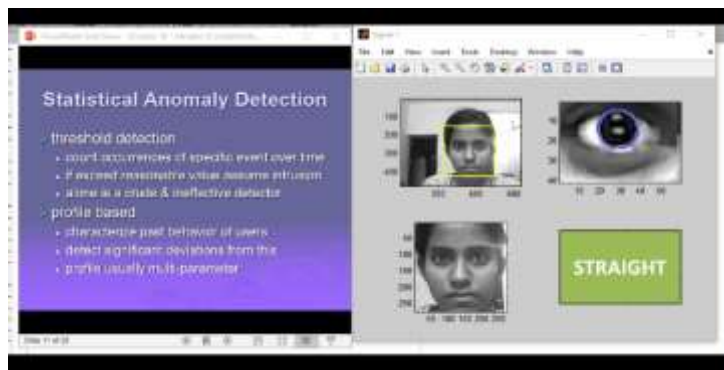 Statistical Anomaly Detection
threshold detection
count occurrences of specific event over time
if exceed reasonable value assume intrusion
alone is a crude & ineffective detector
profile based
characterize past behavior of users
detect significant deviations from this
profile usually multi-parameter
File Edit View Insert Tools Desktop Window Help
STRAIGHT